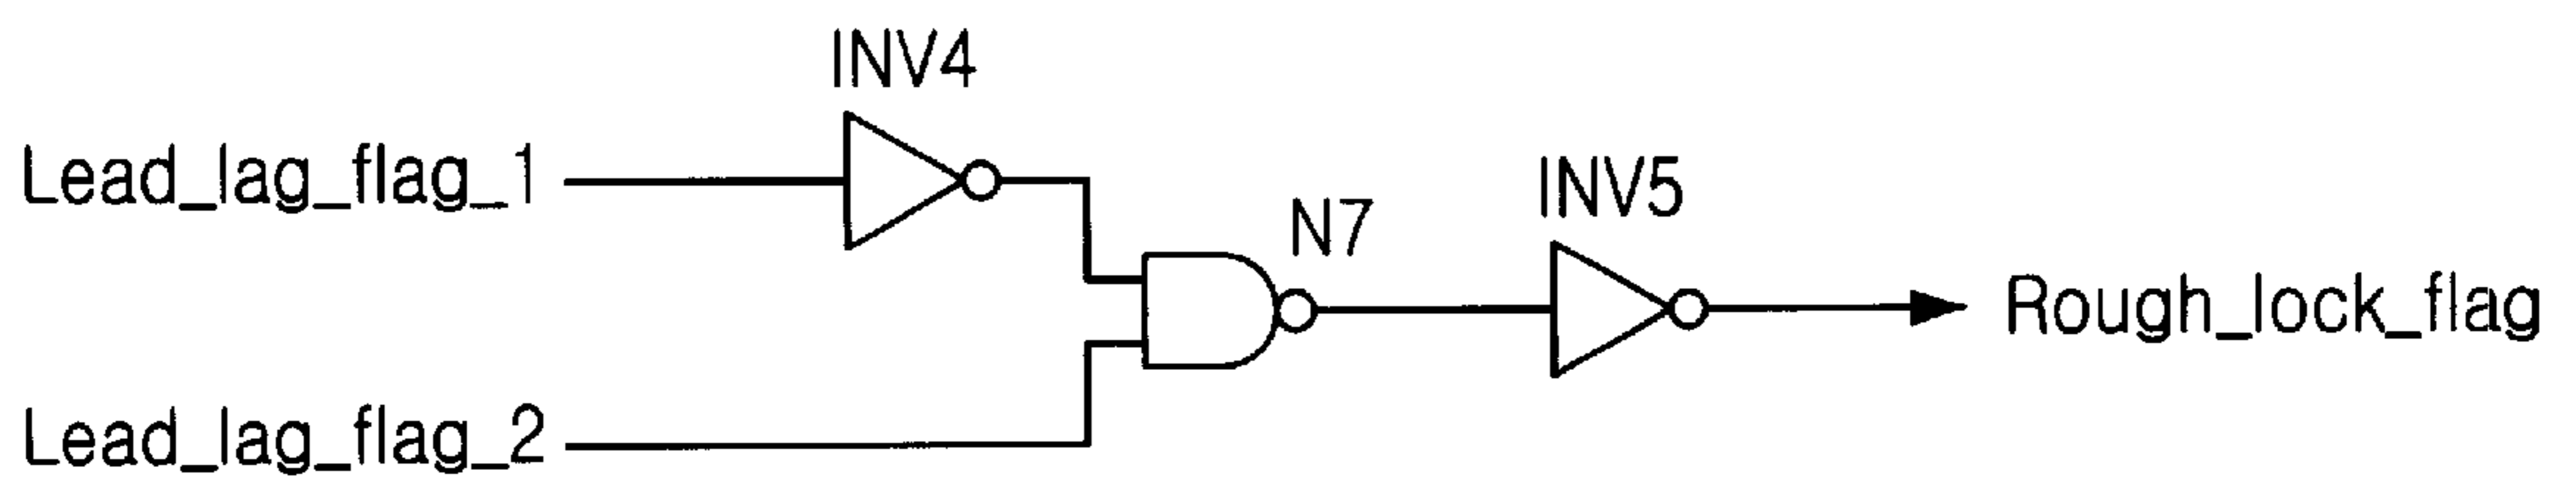 INV4
Lead_lag_flag_1
INV5
N7
Rough_lock_flag
Lead_lag_flag_2